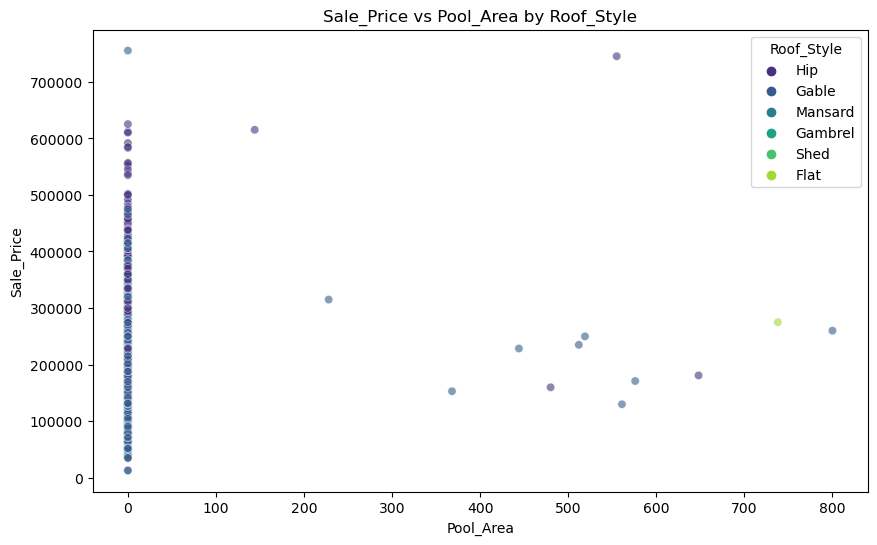 Sale_Price vs Pool_Area by Roof_Style
Roof_Style
Hip
Gable
Mansard
Gambrel
Shed
Flat
Sale_Price
700000
600000
500000
400000
300000
200000
100000
0
0 100 200 300 400 500 600 700 800
Pool_Area